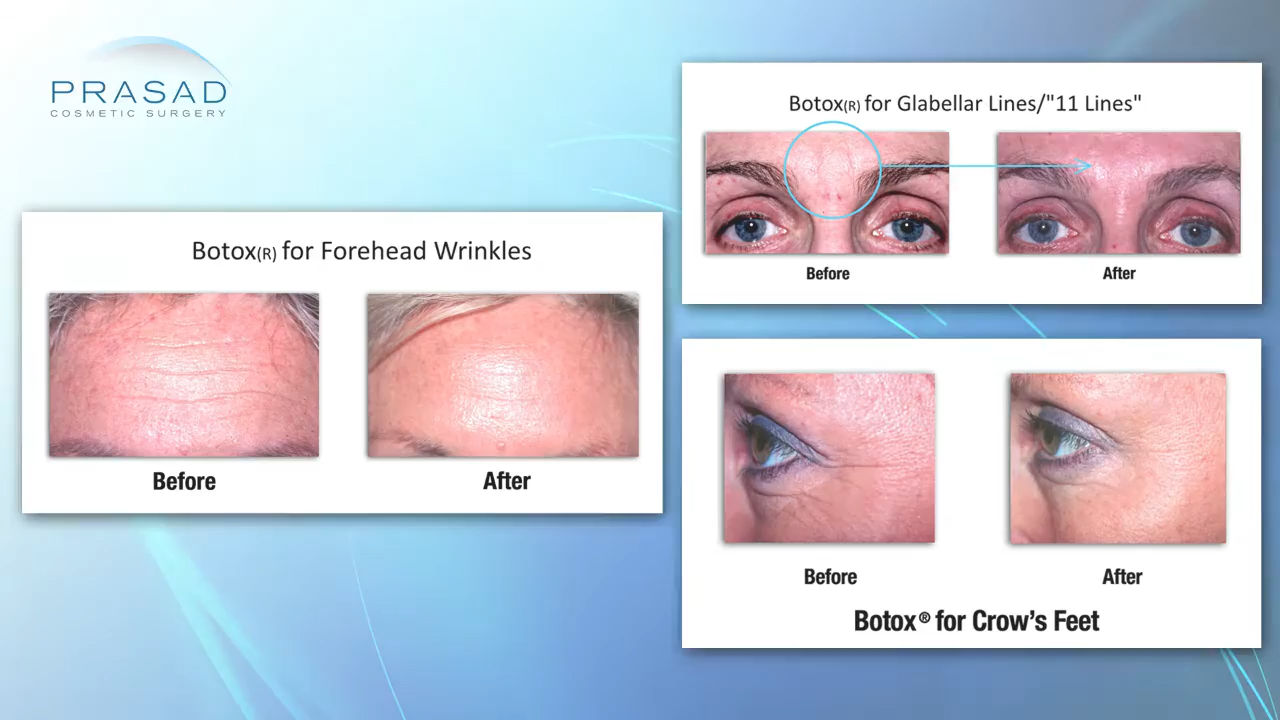 PRASAD
COSMETIC SURGERY
Botox(R) for Forehead Wrinkles
Before
After
Botox(R) for Glabellar Lines/"11 Lines"
Before
After
Before
After
Botox® for Crow's Feet